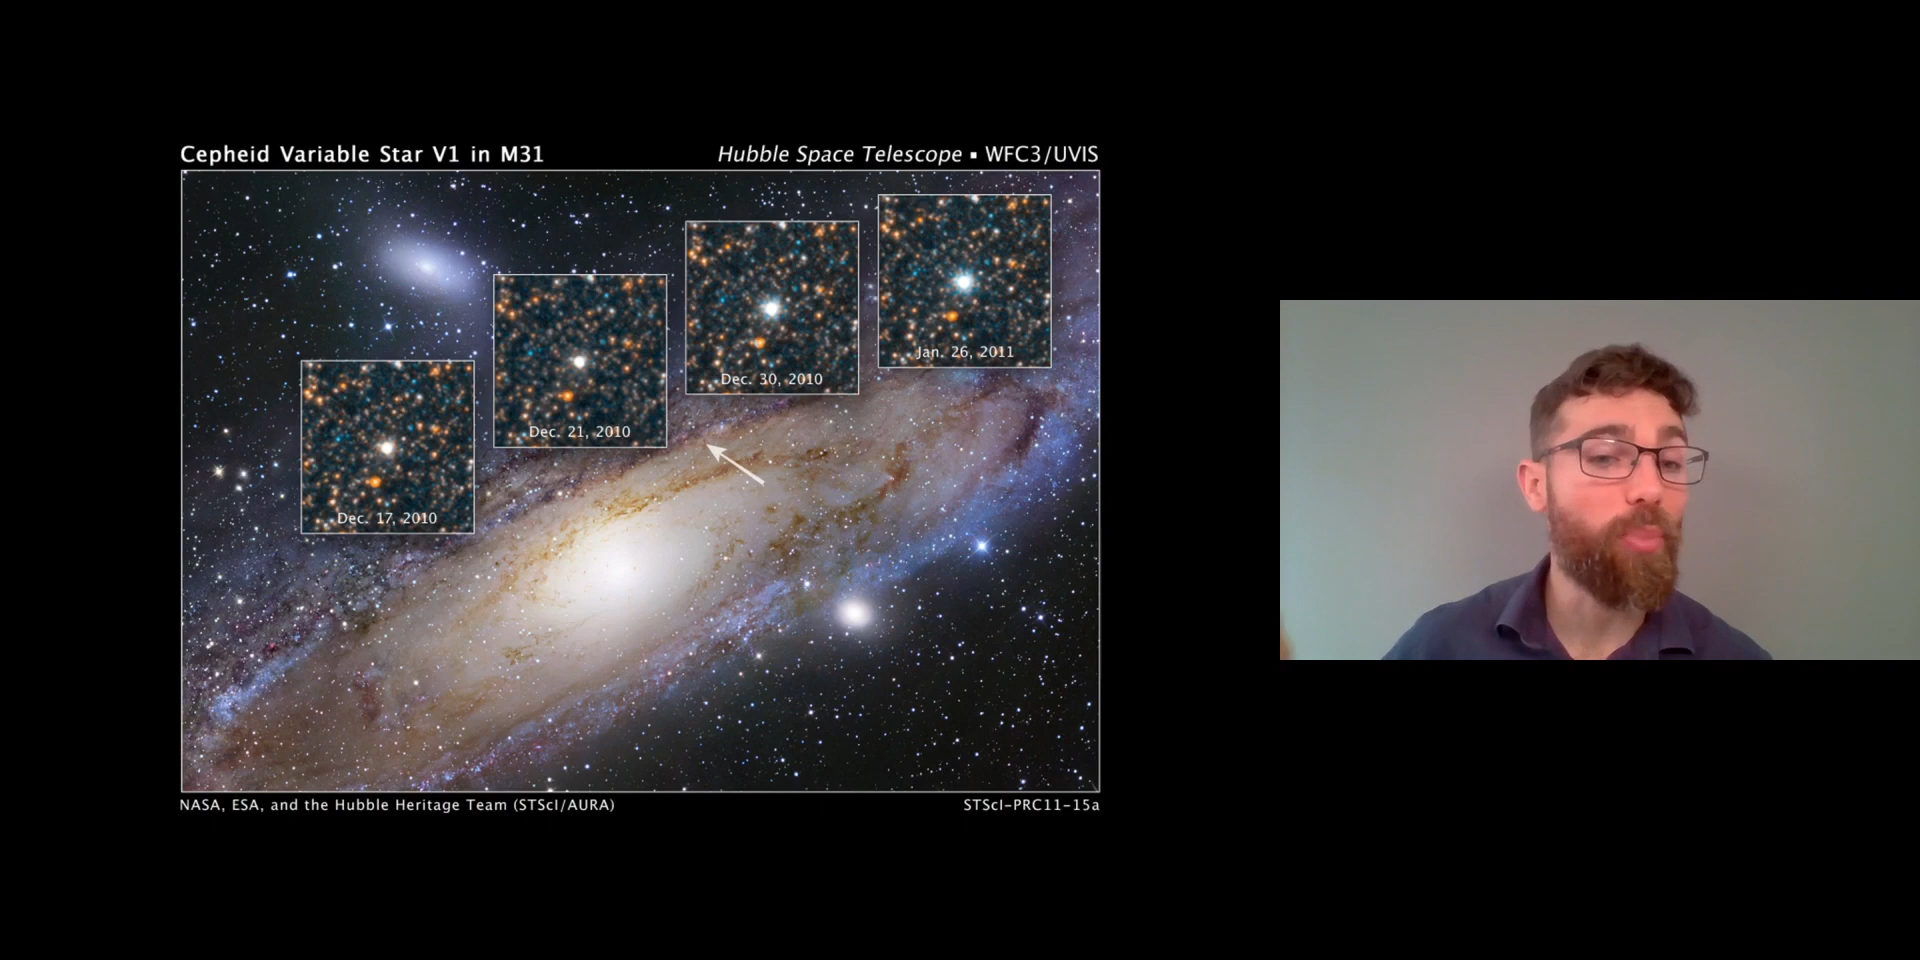 Cepheid Variable Star V1 in M31
Hubble Space Telescope ▪ WFC3/UVIS
Dec. 17, 2010
Dec. 21, 2010
Dec. 30, 2010
Jan. 26, 2011
NASA, ESA, and the Hubble Heritage Team (STScI/AURA)
STScI-PRC11-15a